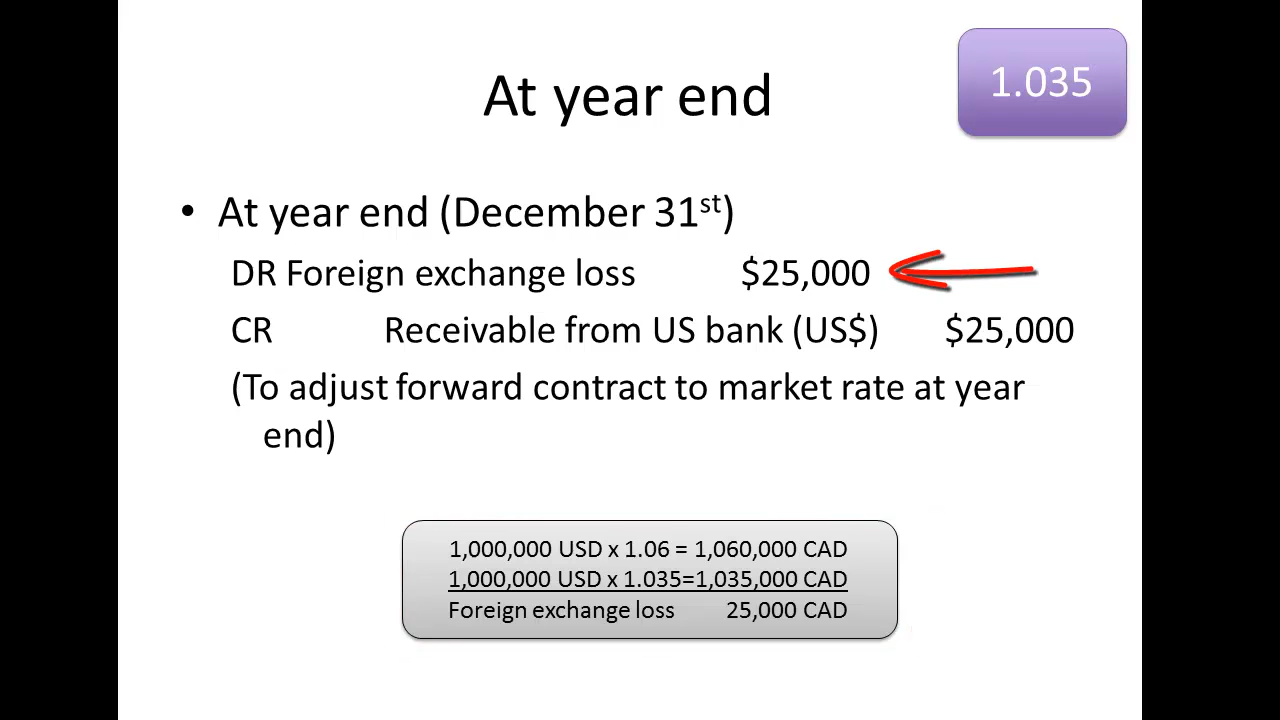 At year end
1.035
• At year end (December 31st)
DR Foreign exchange loss $25,000
CR Receivable from US bank (US$) $25,000
(To adjust forward contract to market rate at year
end)
1,000,000 USD x 1.06 = 1,060,000 CAD
1,000,000 USD x 1.035=1,035,000 CAD
Foreign exchange loss 25,000 CAD